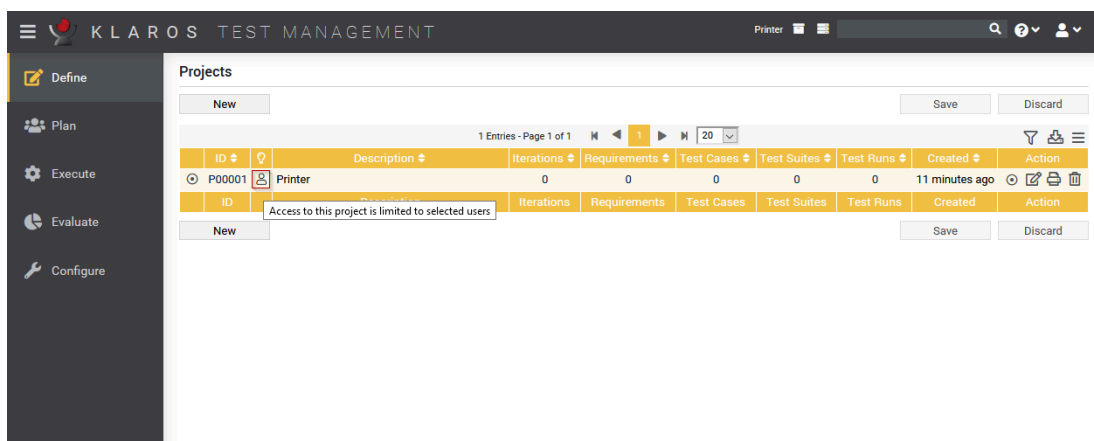 KLAROS TEST MANAGEMENT
Printer
Define
Plan
Execute
Evaluate
Configure
Projects
New Save Discard
1 Entries - Page 1 of 1 1 20
ID Description Iterations Requirements Test Cases Test Suites Test Runs Created Action
P00001 Printer 0 0 0 0 0 11 minutes ago
ID Iterations Requirements Test Cases Test Suites Test Runs Created Action
Access to this project is limited to selected users
New Save Discard